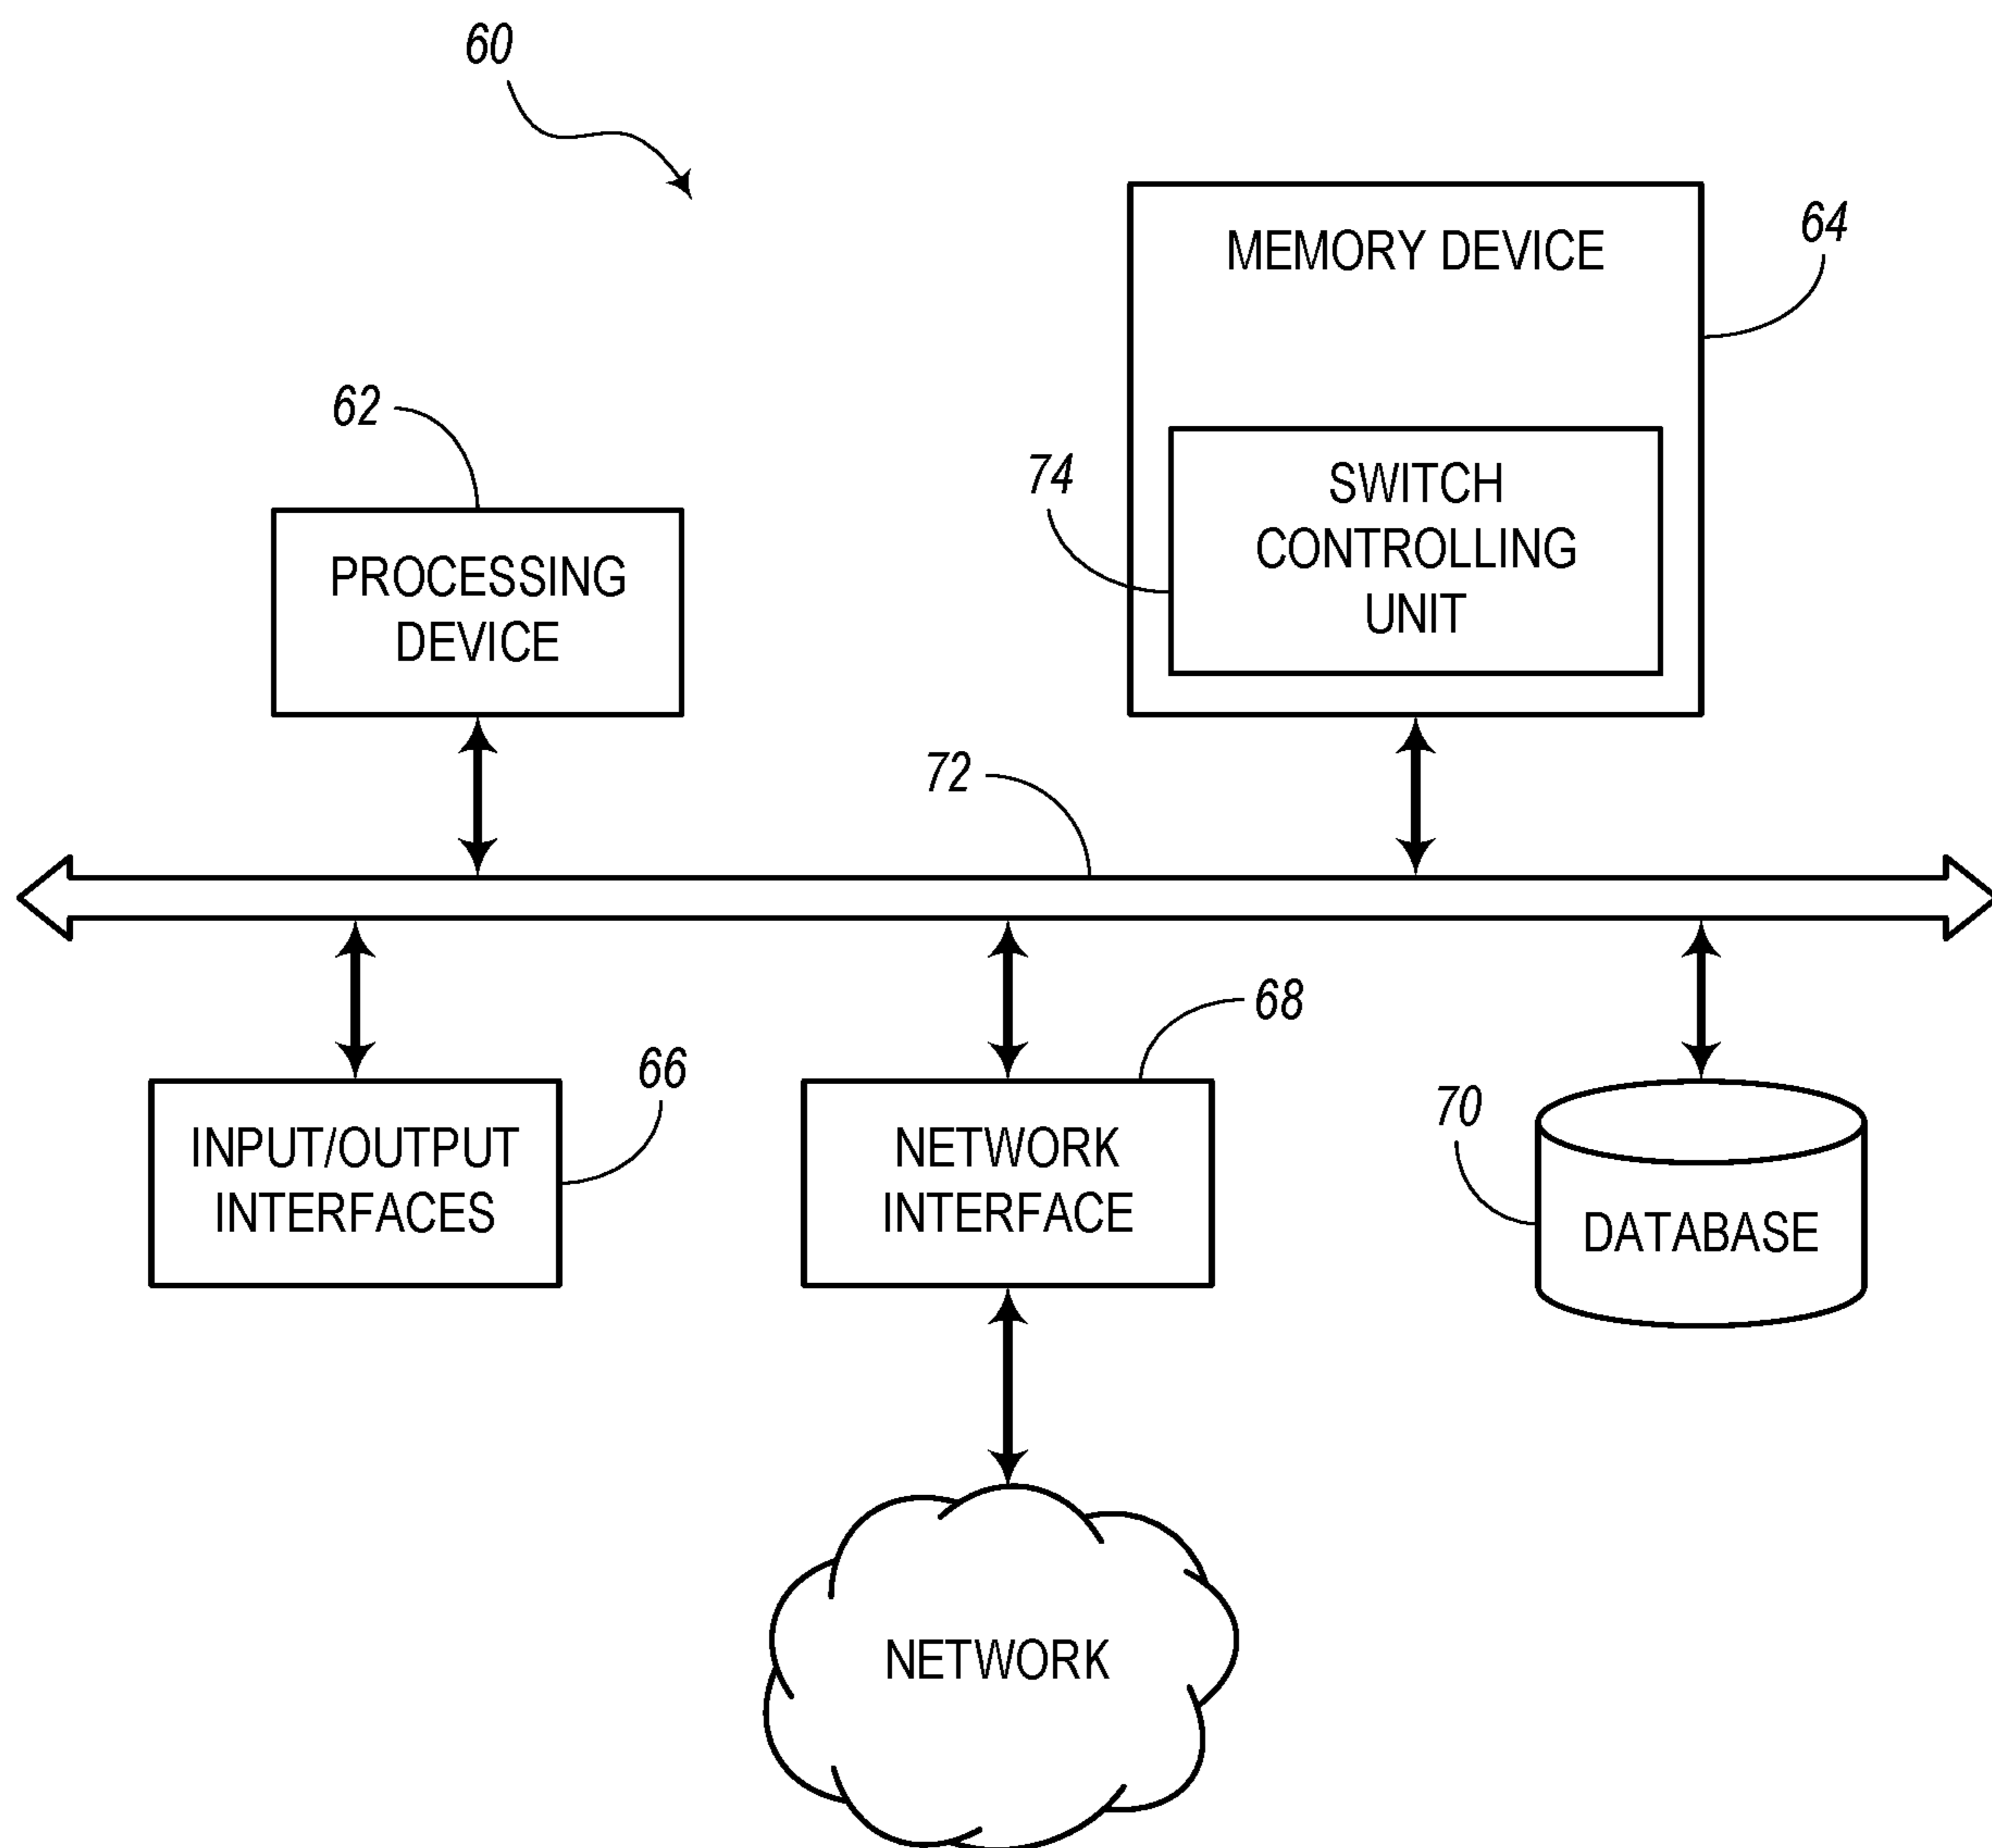 60
MEMORY DEVICE
64
62
74
SWITCH
CONTROLLING
UNIT
PROCESSING
DEVICE
72
68
66
70
INPUT/OUTPUT
INTERFACES
NETWORK
INTERFACE
DATABASE
NETWORK